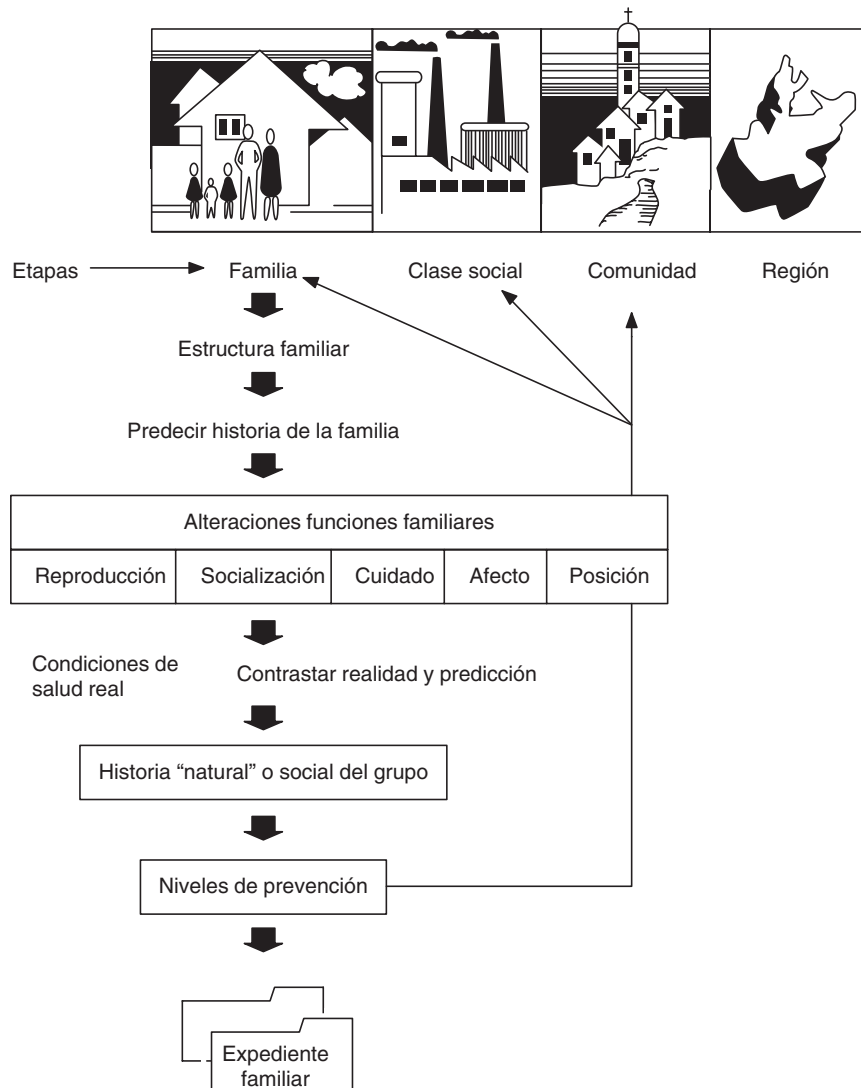 Etapas Familia Clase social Comunidad Región
Estructura familiar
Predecir historia de la familia
Alteraciones funciones familiares
Reproducción Socialización Cuidado Afecto Posición
Condiciones de
salud real
Contrastar realidad y predicción
Historia “natural” o social del grupo
Niveles de prevención
Expediente
familiar